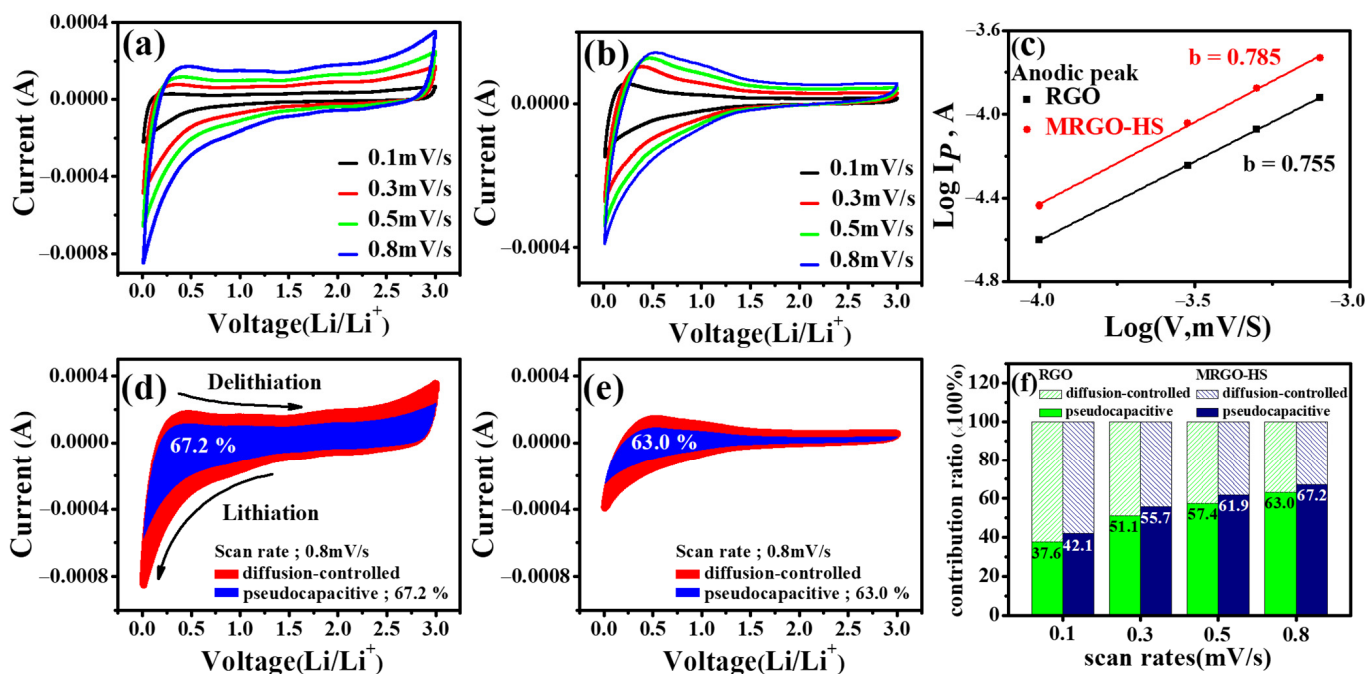 (a)
Current (A)
0.0004
0.0000
−0.0004
−0.0008
0.1mV/s
0.3mV/s
0.5mV/s
0.8mV/s
0.0 0.5 1.0 1.5 2.0 2.5 3.0
Voltage(Li/Li⁺)
(b)
Current (A)
0.0004
0.0000
−0.0004
0.1mV/s
0.3mV/s
0.5mV/s
0.8mV/s
0.0 0.5 1.0 1.5 2.0 2.5 3.0
Voltage(Li/Li⁺)
(c)
Log IP , A
−3.6
−4.0
−4.4
−4.8
b = 0.785
Anodic peak
RGO
MRGO-HS
b = 0.755
−4.0 −3.5 −3.0
Log(V,mV/S)
(d)
Current (A)
0.0004
0.0000
−0.0004
−0.0008
Delithiation
67.2 %
Lithiation
Scan rate ; 0.8mV/s
diffusion-controlled
pseudocapacitive ; 67.2 %
0.0 0.5 1.0 1.5 2.0 2.5 3.0
Voltage(Li/Li⁺)
(e)
Current (A)
0.0004
0.0000
−0.0004
−0.0008
63.0 %
Scan rate ; 0.8mV/s
diffusion-controlled
pseudocapacitive ; 63.0 %
0.0 0.5 1.0 1.5 2.0 2.5 3.0
Voltage(Li/Li⁺)
(f)
contribution ratio (×100%)
120
100
80
60
40
20
0
RGO MRGO-HS
diffusion-controlled diffusion-controlled
pseudocapacitive pseudocapacitive
37.6 42.1 51.1 55.7 57.4 61.9 63.0 67.2
0.1 0.3 0.5 0.8
scan rates(mV/s)